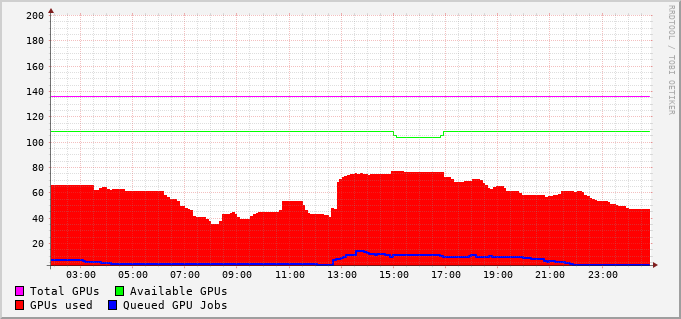 200
180
160
140
120
100
80
60
40
20
03:00 05:00 07:00 09:00 11:00 13:00 15:00 17:00 19:00 21:00 23:00
Total GPUs Available GPUs
GPUs used Queued GPU Jobs
RRDTOOL / TOBI OETIKER